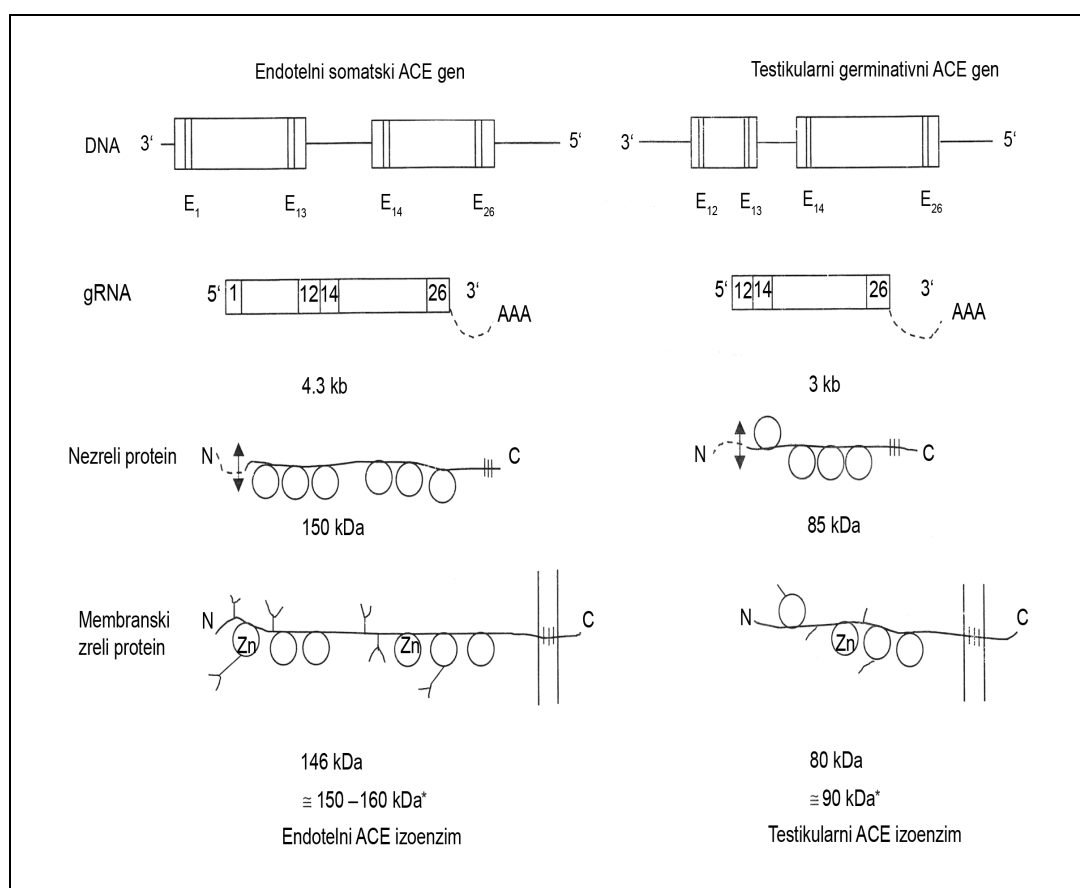 Endotelni somatski ACE gen
Testikularni germinativni ACE gen
DNA 3‘ 5‘ 3‘ 5‘
E₁ E₁₃ E₁₄ E₂₆ E₁₂ E₁₃ E₁₄ E₂₆
gRNA 5‘ 1 12 14 26 3‘ AAA 5‘ 12 14 26 3‘ AAA
4.3 kb 3 kb
Nezreli protein N C N C
150 kDa 85 kDa
Membranski
zreli protein
N Zn Zn C N Zn C
146 kDa 80 kDa
≅ 150 –160 kDa* ≅ 90 kDa*
Endotelni ACE izoenzim Testikularni ACE izoenzim